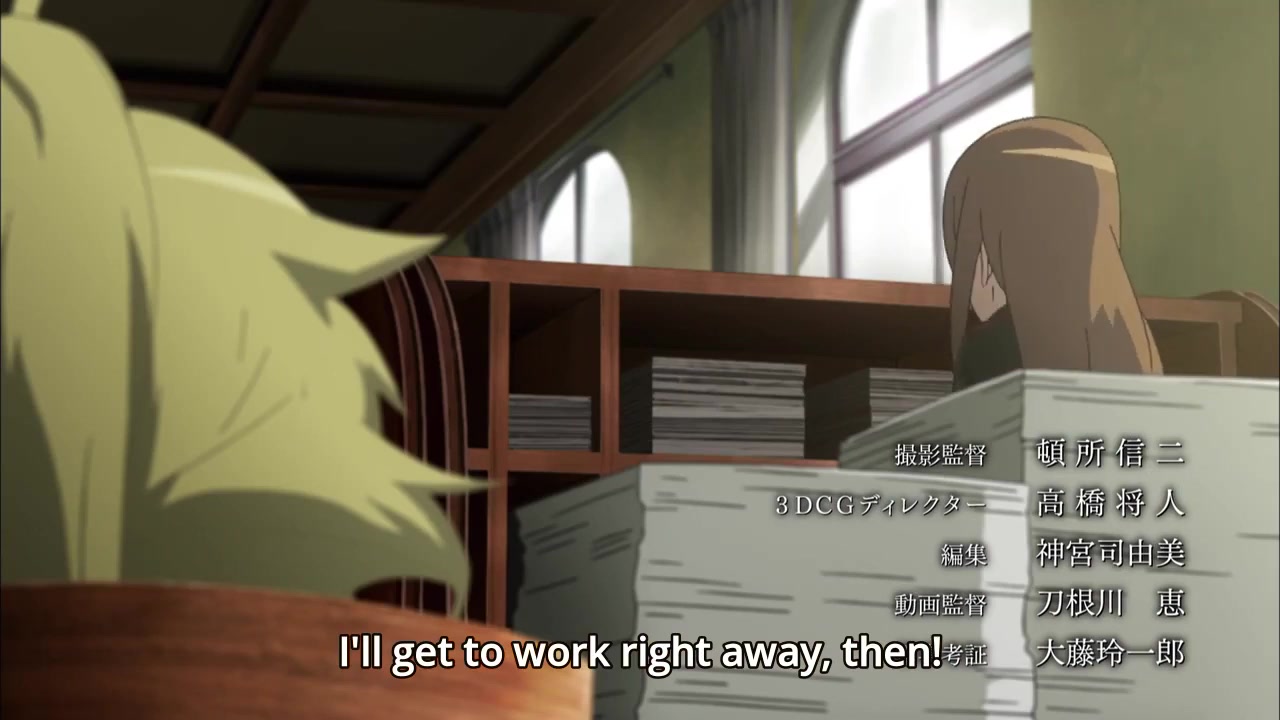 撮影監督 頓所信二
3DCGディレクター 高橋将人
編集 神宮司由美
動画監督 刀根川 恵
考証 大藤玲一郎
I'll get to work right away, then!